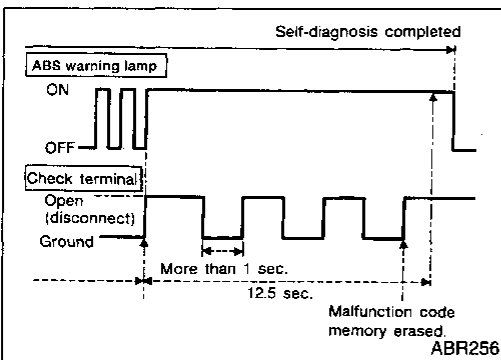 Self-diagnosis completed
ABS warning lamp
ON
OFF
Check terminal
Open
(disconnect)
Ground
More than 1 sec.
12.5 sec.
Malfunction code
memory erased.
ABR256